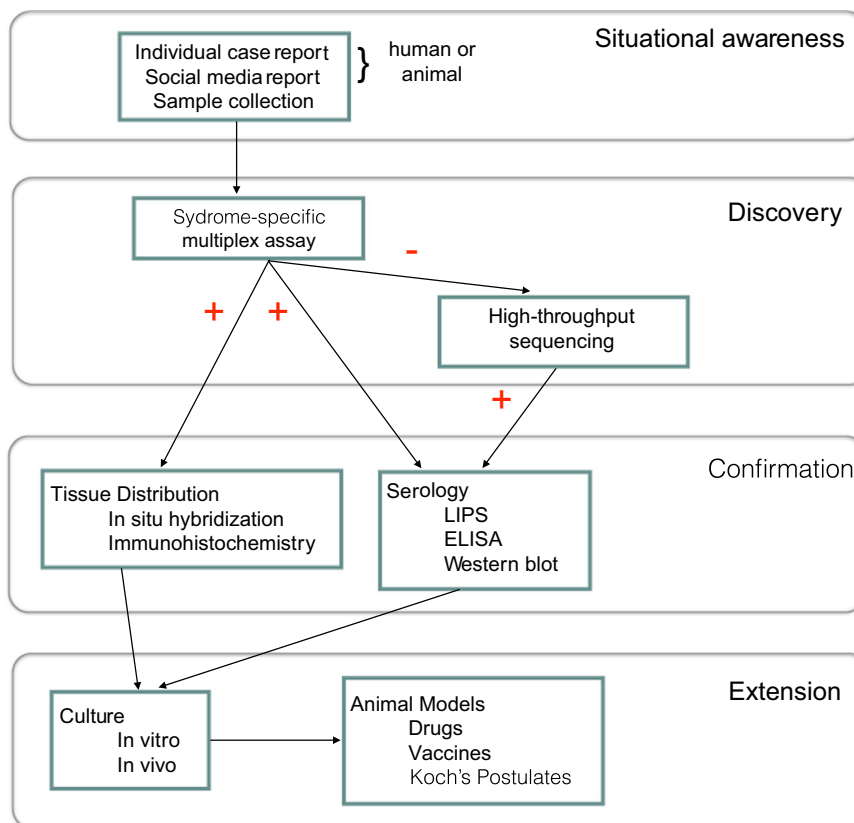 Situational awareness
Individual case report
Social media report
Sample collection
} human or
animal
Discovery
Sydrome-specific
multiplex assay
-
+ +
High-throughput
sequencing
+
Confirmation
Tissue Distribution
In situ hybridization
Immunohistochemistry
Serology
LIPS
ELISA
Western blot
Extension
Culture
In vitro
In vivo
Animal Models
Drugs
Vaccines
Koch's Postulates